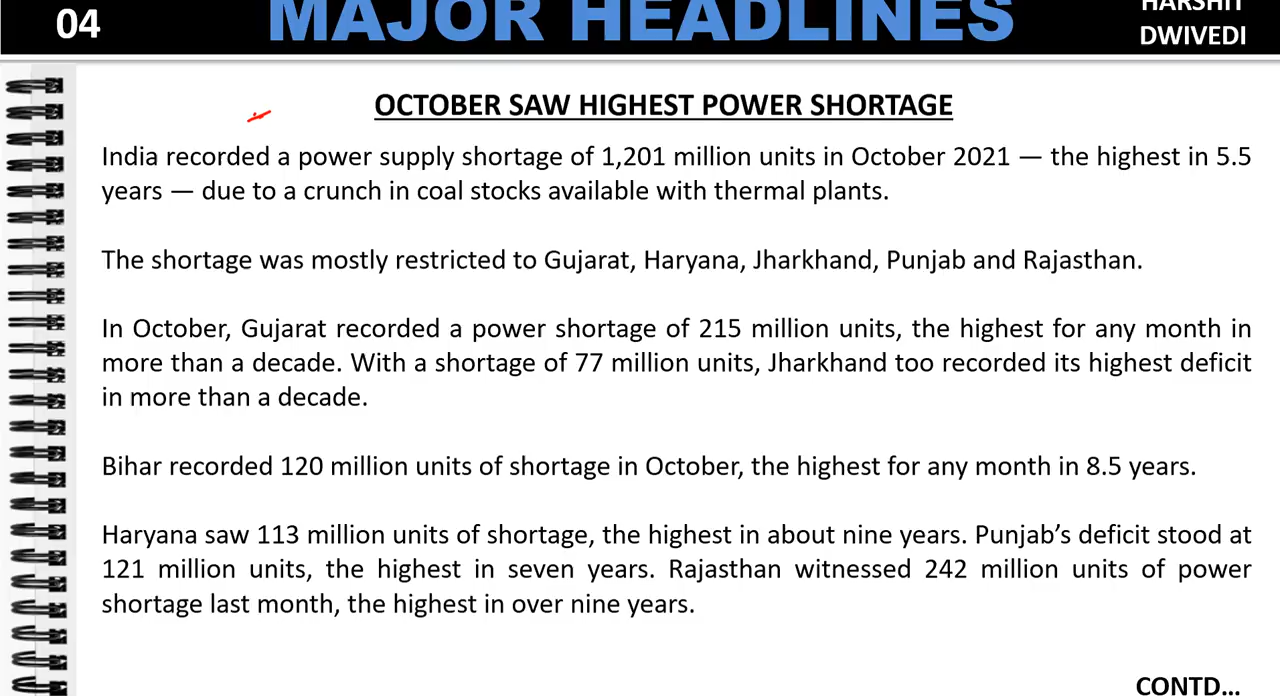 04
MAJOR HEADLINES
HARSHIT
DWIVEDI
OCTOBER SAW HIGHEST POWER SHORTAGE
India recorded a power supply shortage of 1,201 million units in October 2021 — the highest in 5.5
years — due to a crunch in coal stocks available with thermal plants.
The shortage was mostly restricted to Gujarat, Haryana, Jharkhand, Punjab and Rajasthan.
In October, Gujarat recorded a power shortage of 215 million units, the highest for any month in
more than a decade. With a shortage of 77 million units, Jharkhand too recorded its highest deficit
in more than a decade.
Bihar recorded 120 million units of shortage in October, the highest for any month in 8.5 years.
Haryana saw 113 million units of shortage, the highest in about nine years. Punjab’s deficit stood at
121 million units, the highest in seven years. Rajasthan witnessed 242 million units of power
shortage last month, the highest in over nine years.
CONTD...